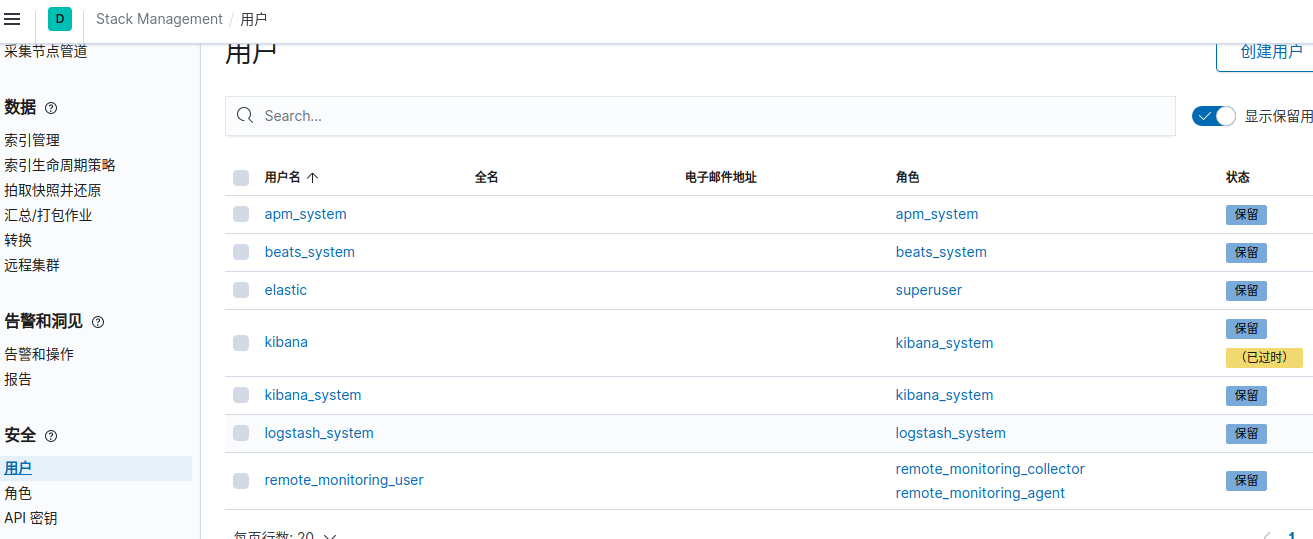 D Stack Management / 用户
采集节点管道
数据
索引管理
索引生命周期策略
拍取快照并还原
汇总/打包作业
转换
远程集群
告警和洞见
告警和操作
报告
安全
用户
角色
API 密钥
用户
创建用户
Search...
显示保留用
用户名 全名 电子邮件地址 角色 状态
apm_system apm_system 保留
beats_system beats_system 保留
elastic superuser 保留
kibana kibana_system 保留
（已过时）
kibana_system kibana_system 保留
logstash_system logstash_system 保留
remote_monitoring_user remote_monitoring_collector 保留
remote_monitoring_agent
每页行数: 20
1